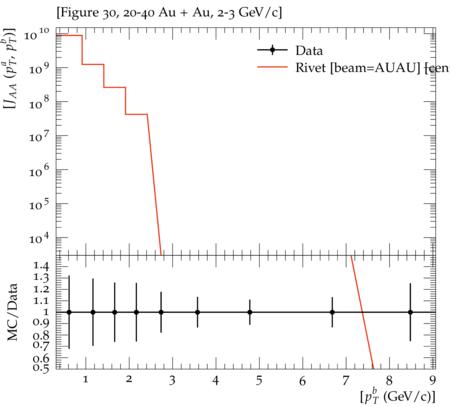 [Figure 30, 20-40 Au + Au, 2-3 GeV/c]
[J_AA (p_T^a, p_T^b)]
10^10
10^9
10^8
10^7
10^6
10^5
10^4
Data
Rivet [beam=AUAU] [cen
MC/Data
1.4
1.3
1.2
1.1
1
0.9
0.8
0.7
0.6
0.5
1 2 3 4 5 6 7 8 9
[p_T^b (GeV/c)]